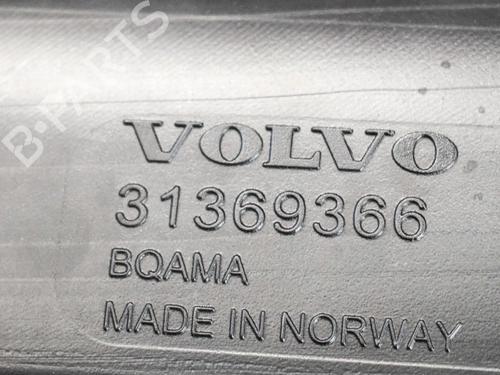 B-PARTS
VOLVO
31369366
BQAMA
MADE IN NORWAY